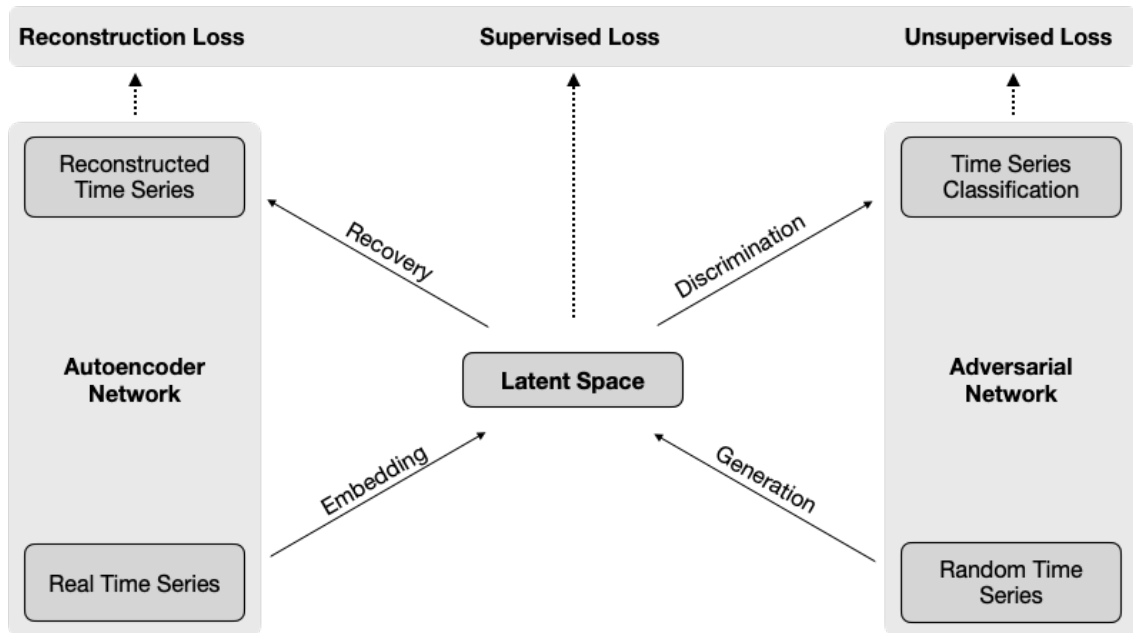 Reconstruction Loss
Supervised Loss
Unsupervised Loss
Reconstructed
Time Series
Time Series
Classification
Recovery
Discrimination
Autoencoder
Network
Latent Space
Adversarial
Network
Embedding
Generation
Real Time Series
Random Time
Series